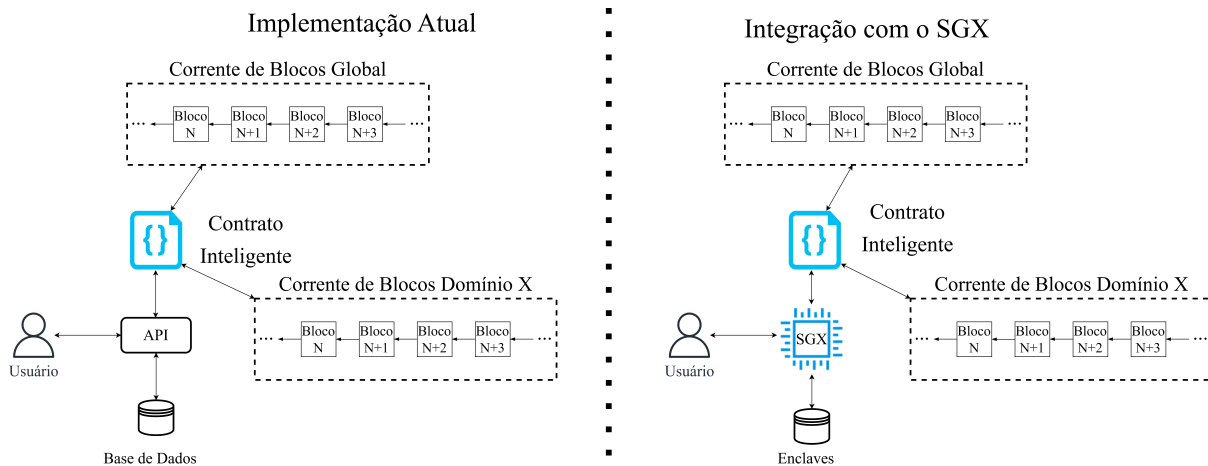 Implementação Atual
Corrente de Blocos Global
··· Bloco N Bloco N+1 Bloco N+2 Bloco N+3 ···
Contrato
Inteligente
Corrente de Blocos Domínio X
··· Bloco N Bloco N+1 Bloco N+2 Bloco N+3 ···
API
Usuário
Base de Dados
Integração com o SGX
Corrente de Blocos Global
··· Bloco N Bloco N+1 Bloco N+2 Bloco N+3 ···
Contrato
Inteligente
Corrente de Blocos Domínio X
··· Bloco N Bloco N+1 Bloco N+2 Bloco N+3 ···
SGX
Usuário
Enclaves